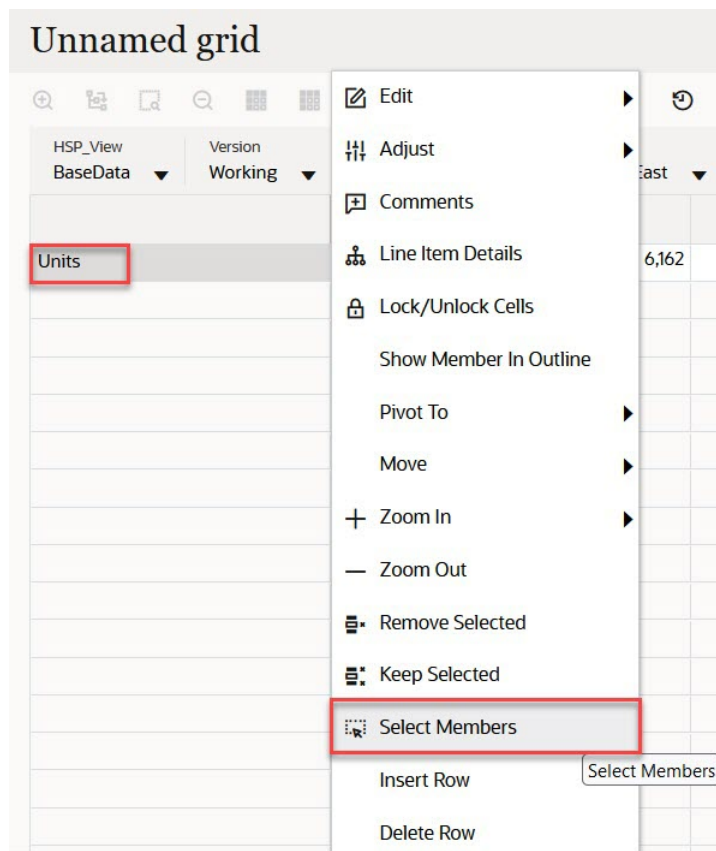 Unnamed grid
Edit
Adjust
HSP_View
Version
BaseData
Working
East
Comments
Units
Line Item Details
6,162
Lock/Unlock Cells
Show Member In Outline
Pivot To
Move
Zoom In
Zoom Out
Remove Selected
Keep Selected
Select Members
Select Members
Insert Row
Delete Row